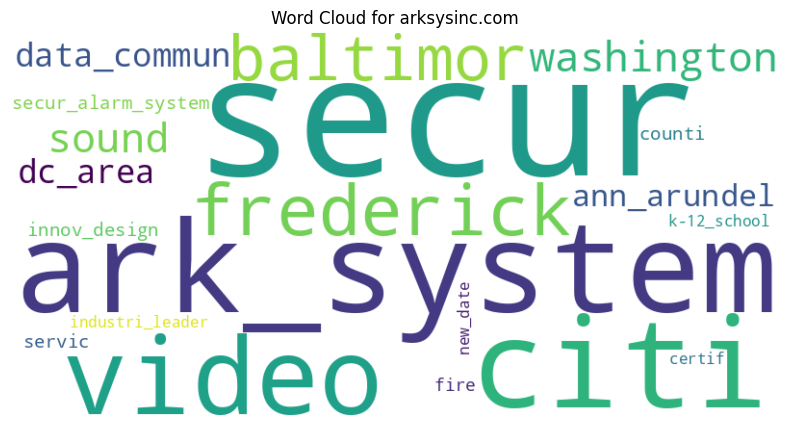 Word Cloud for arksysinc.com
data_commun
baltimor
washington
secur_alarm_system
secur
sound
counti
dc_area
frederick
ann_arundel
k-12_school
innov_design
ark_system
new_date
industri_leader
servic
video
citi
certif
fire